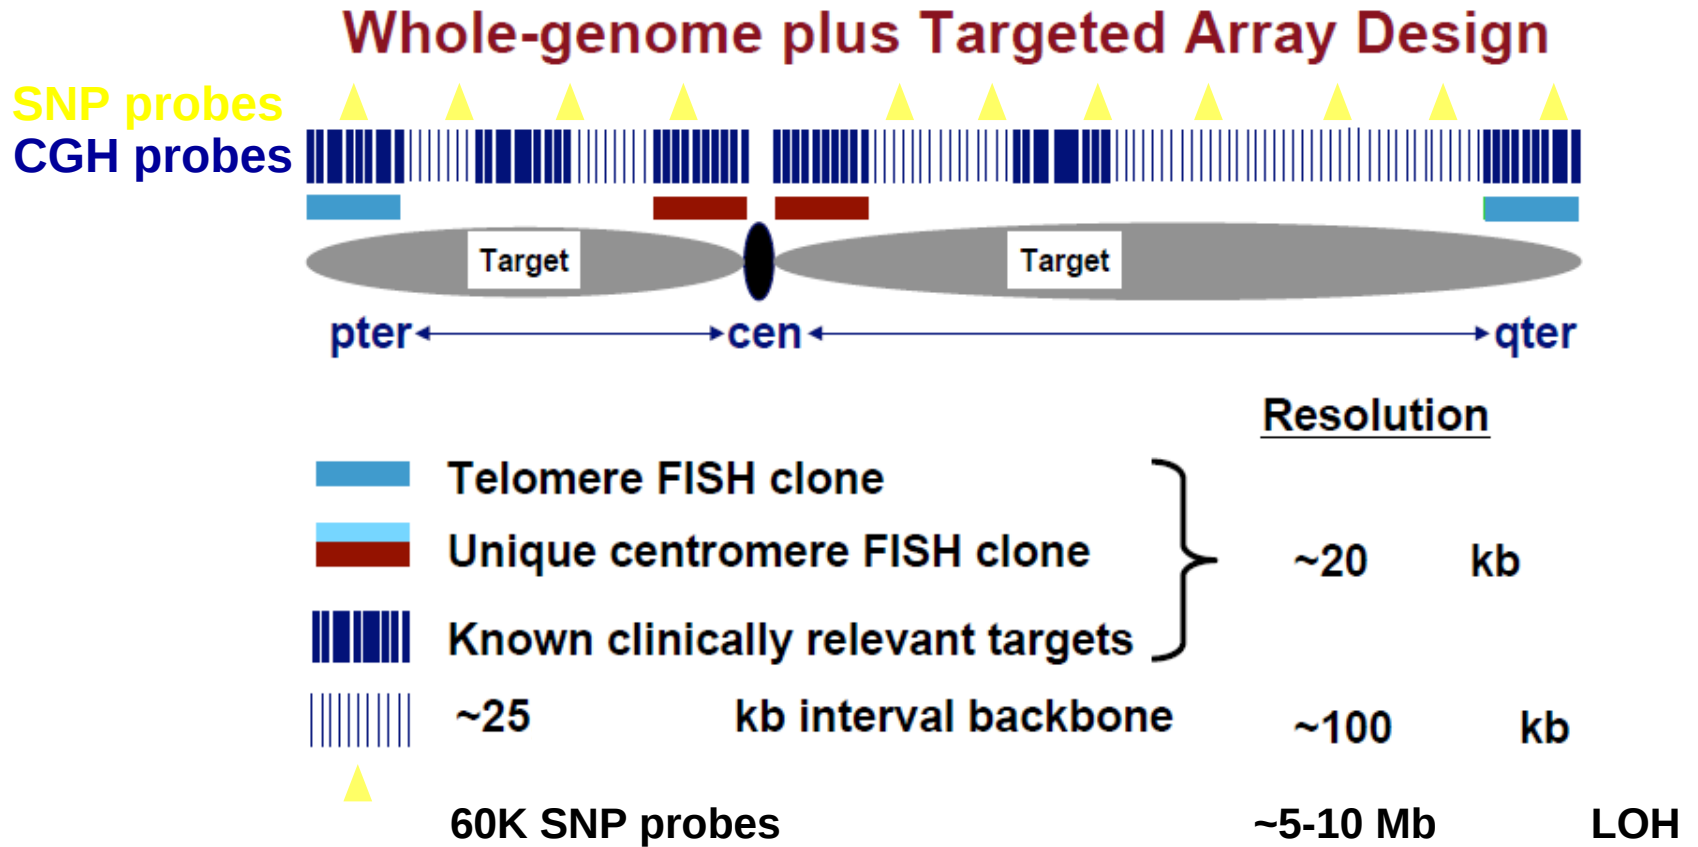 Whole-genome plus Targeted Array Design
SNP probes
CGH probes
Target Target
pter cen qter
Resolution
Telomere FISH clone
Unique centromere FISH clone
~20 kb
Known clinically relevant targets
~25 kb interval backbone ~100 kb
60K SNP probes ~5-10 Mb LOH